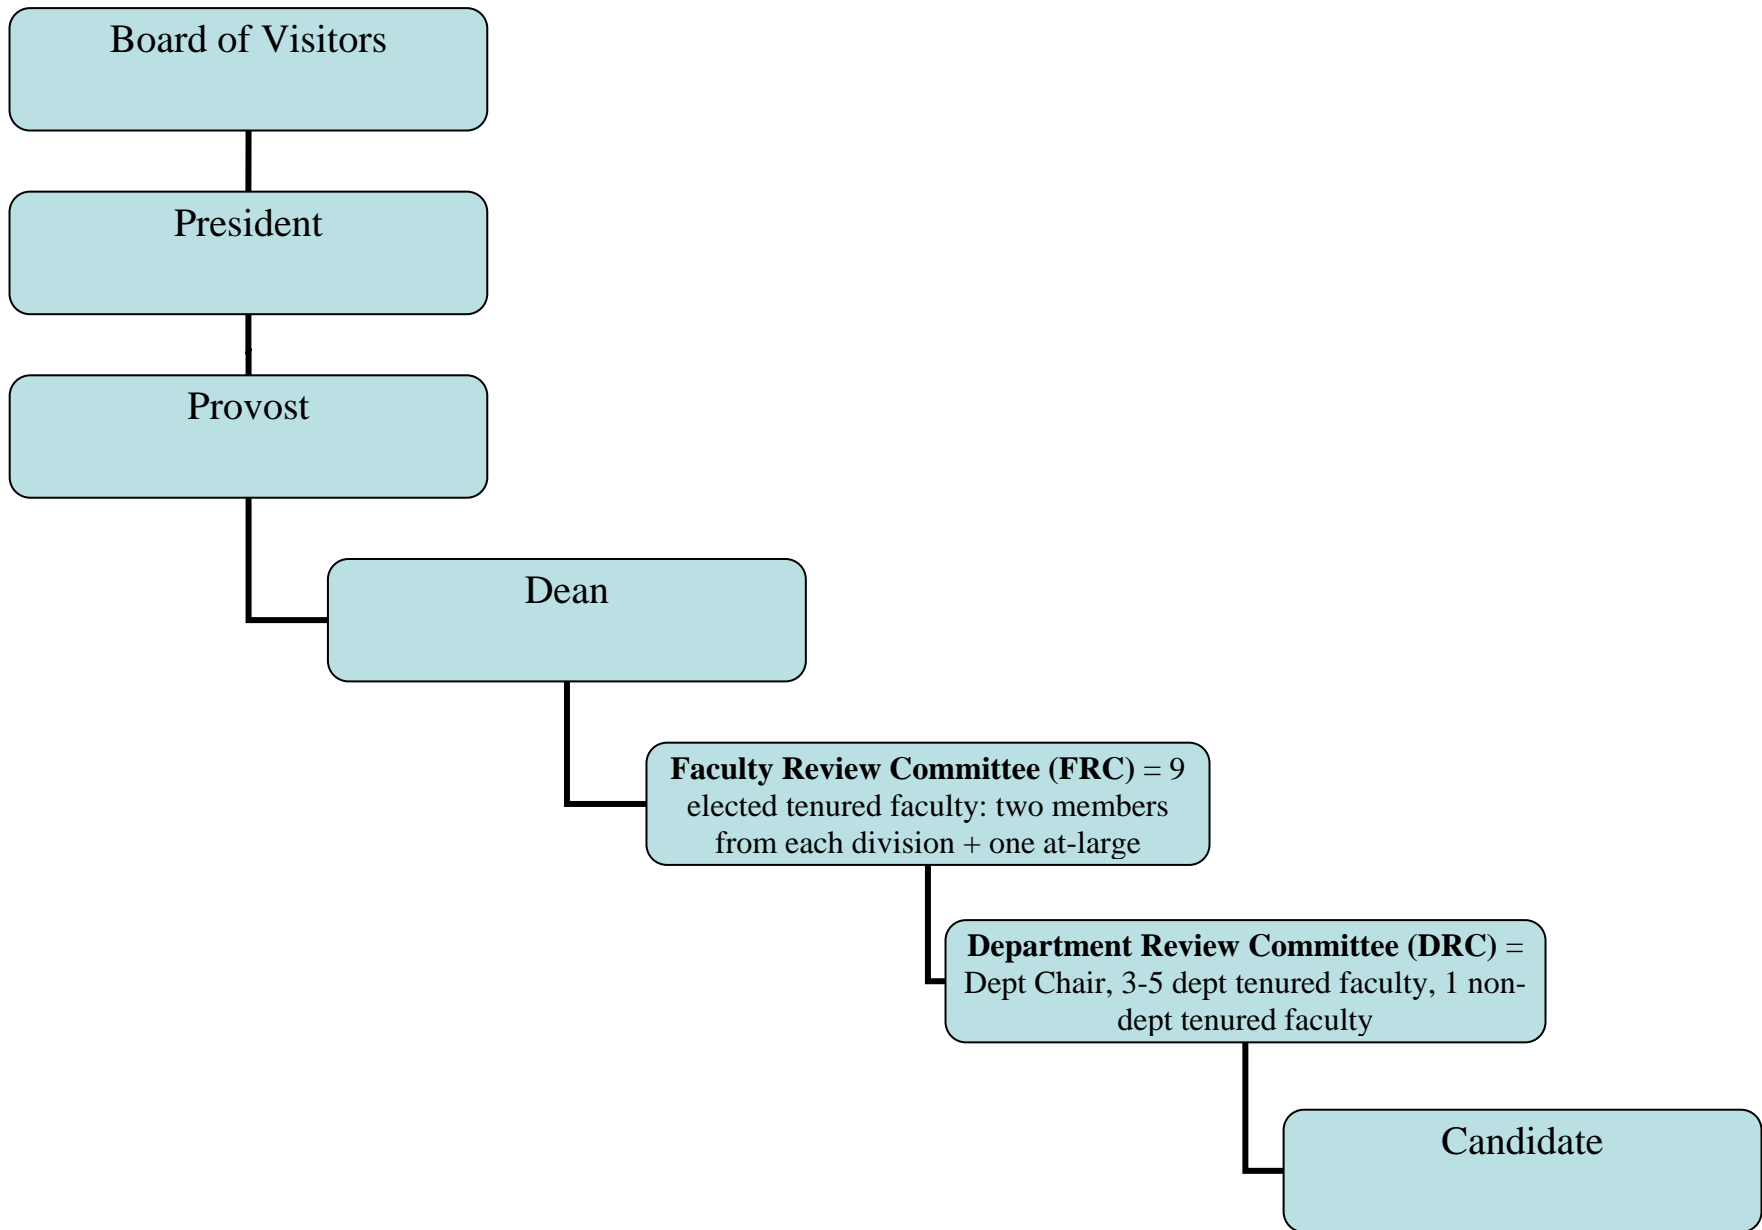 Board of Visitors
President
Provost
Dean
Faculty Review Committee (FRC) = 9
elected tenured faculty: two members
from each division + one at-large
Department Review Committee (DRC) =
Dept Chair, 3-5 dept tenured faculty, 1 non-
dept tenured faculty
Candidate